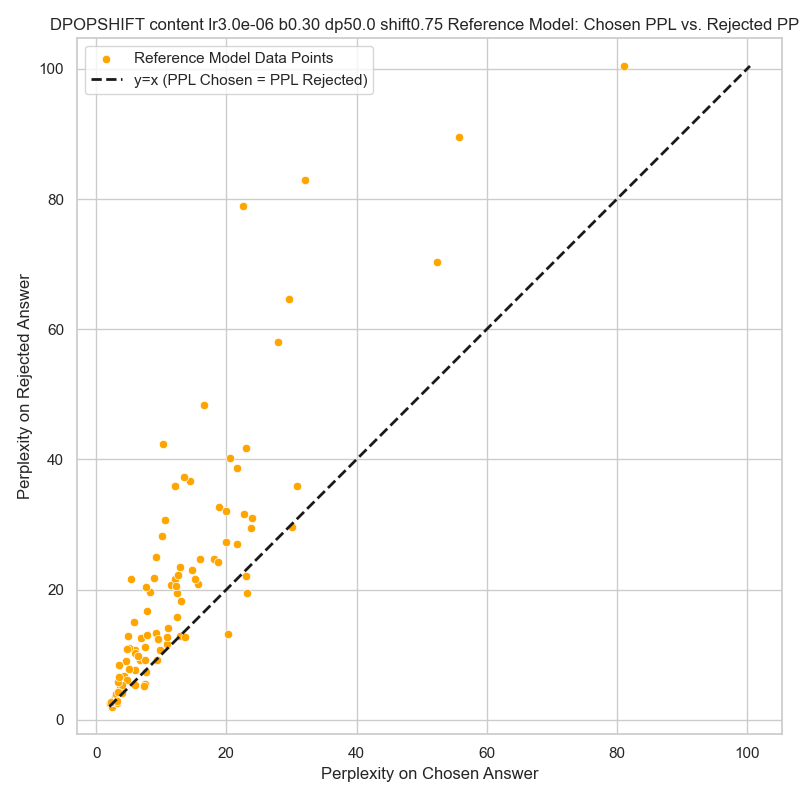 DPOPSHIFT content lr3.0e-06 b0.30 dp50.0 shift0.75 Reference Model: Chosen PPL vs. Rejected PP
Reference Model Data Points
y=x (PPL Chosen = PPL Rejected)
100
80
60
40
20
0
Perplexity on Rejected Answer
0 20 40 60 80 100
Perplexity on Chosen Answer